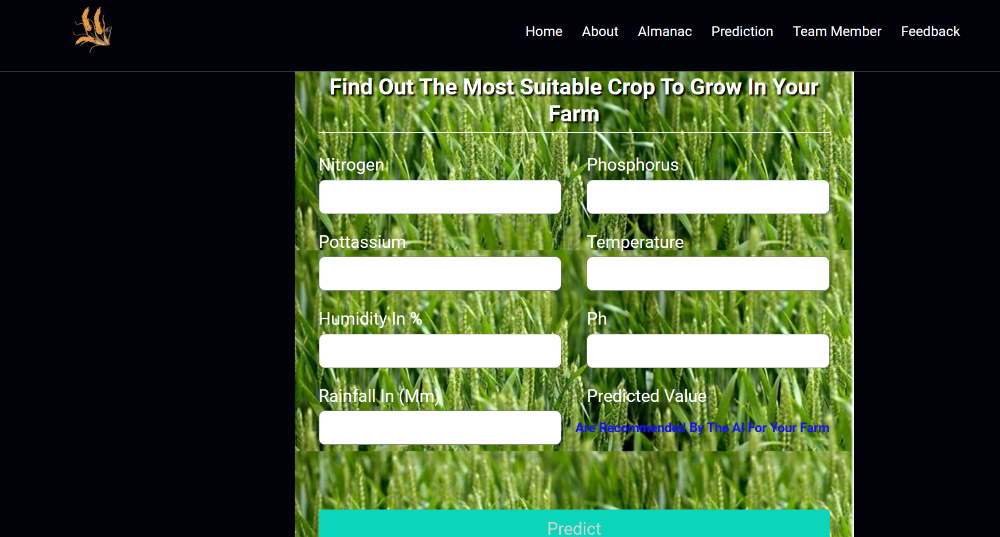 Home About Almanac Prediction Team Member Feedback
Find Out The Most Suitable Crop To Grow In Your
Farm
Nitrogen Phosphorus
Pottassium Temperature
Humidity In % Ph
Rainfall In (Mm) Predicted Value
Are Recommended By The AI For Your Farm
Predict